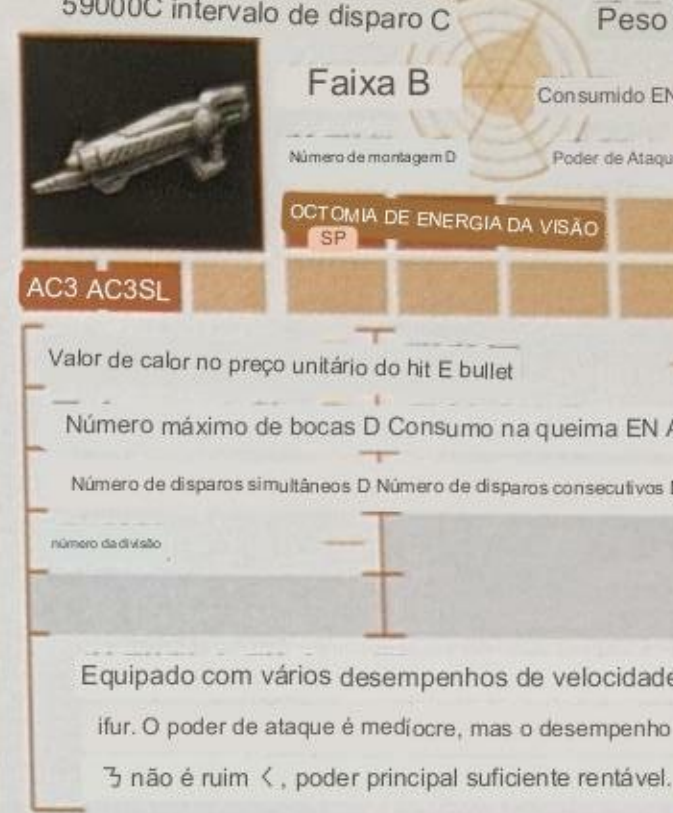 59000C intervalo de disparo C
Peso
Faixa B
Consumido EN
Número de montagem D
Poder de Ataqu
OCTOMIA DE ENERGIA DA VISÃO
SP
AC3 AC3SL
Valor de calor no preço unitário do hit E bullet
Número máximo de bocas D Consumo na queima EN A
Número de disparos simultâneos D Número de disparos consecutivos D
número da divisão
Equipado com vários desempenhos de velocidade
ifur. O poder de ataque é medíocre, mas o desempenho
ろ não é ruim く, poder principal suficiente rentável.